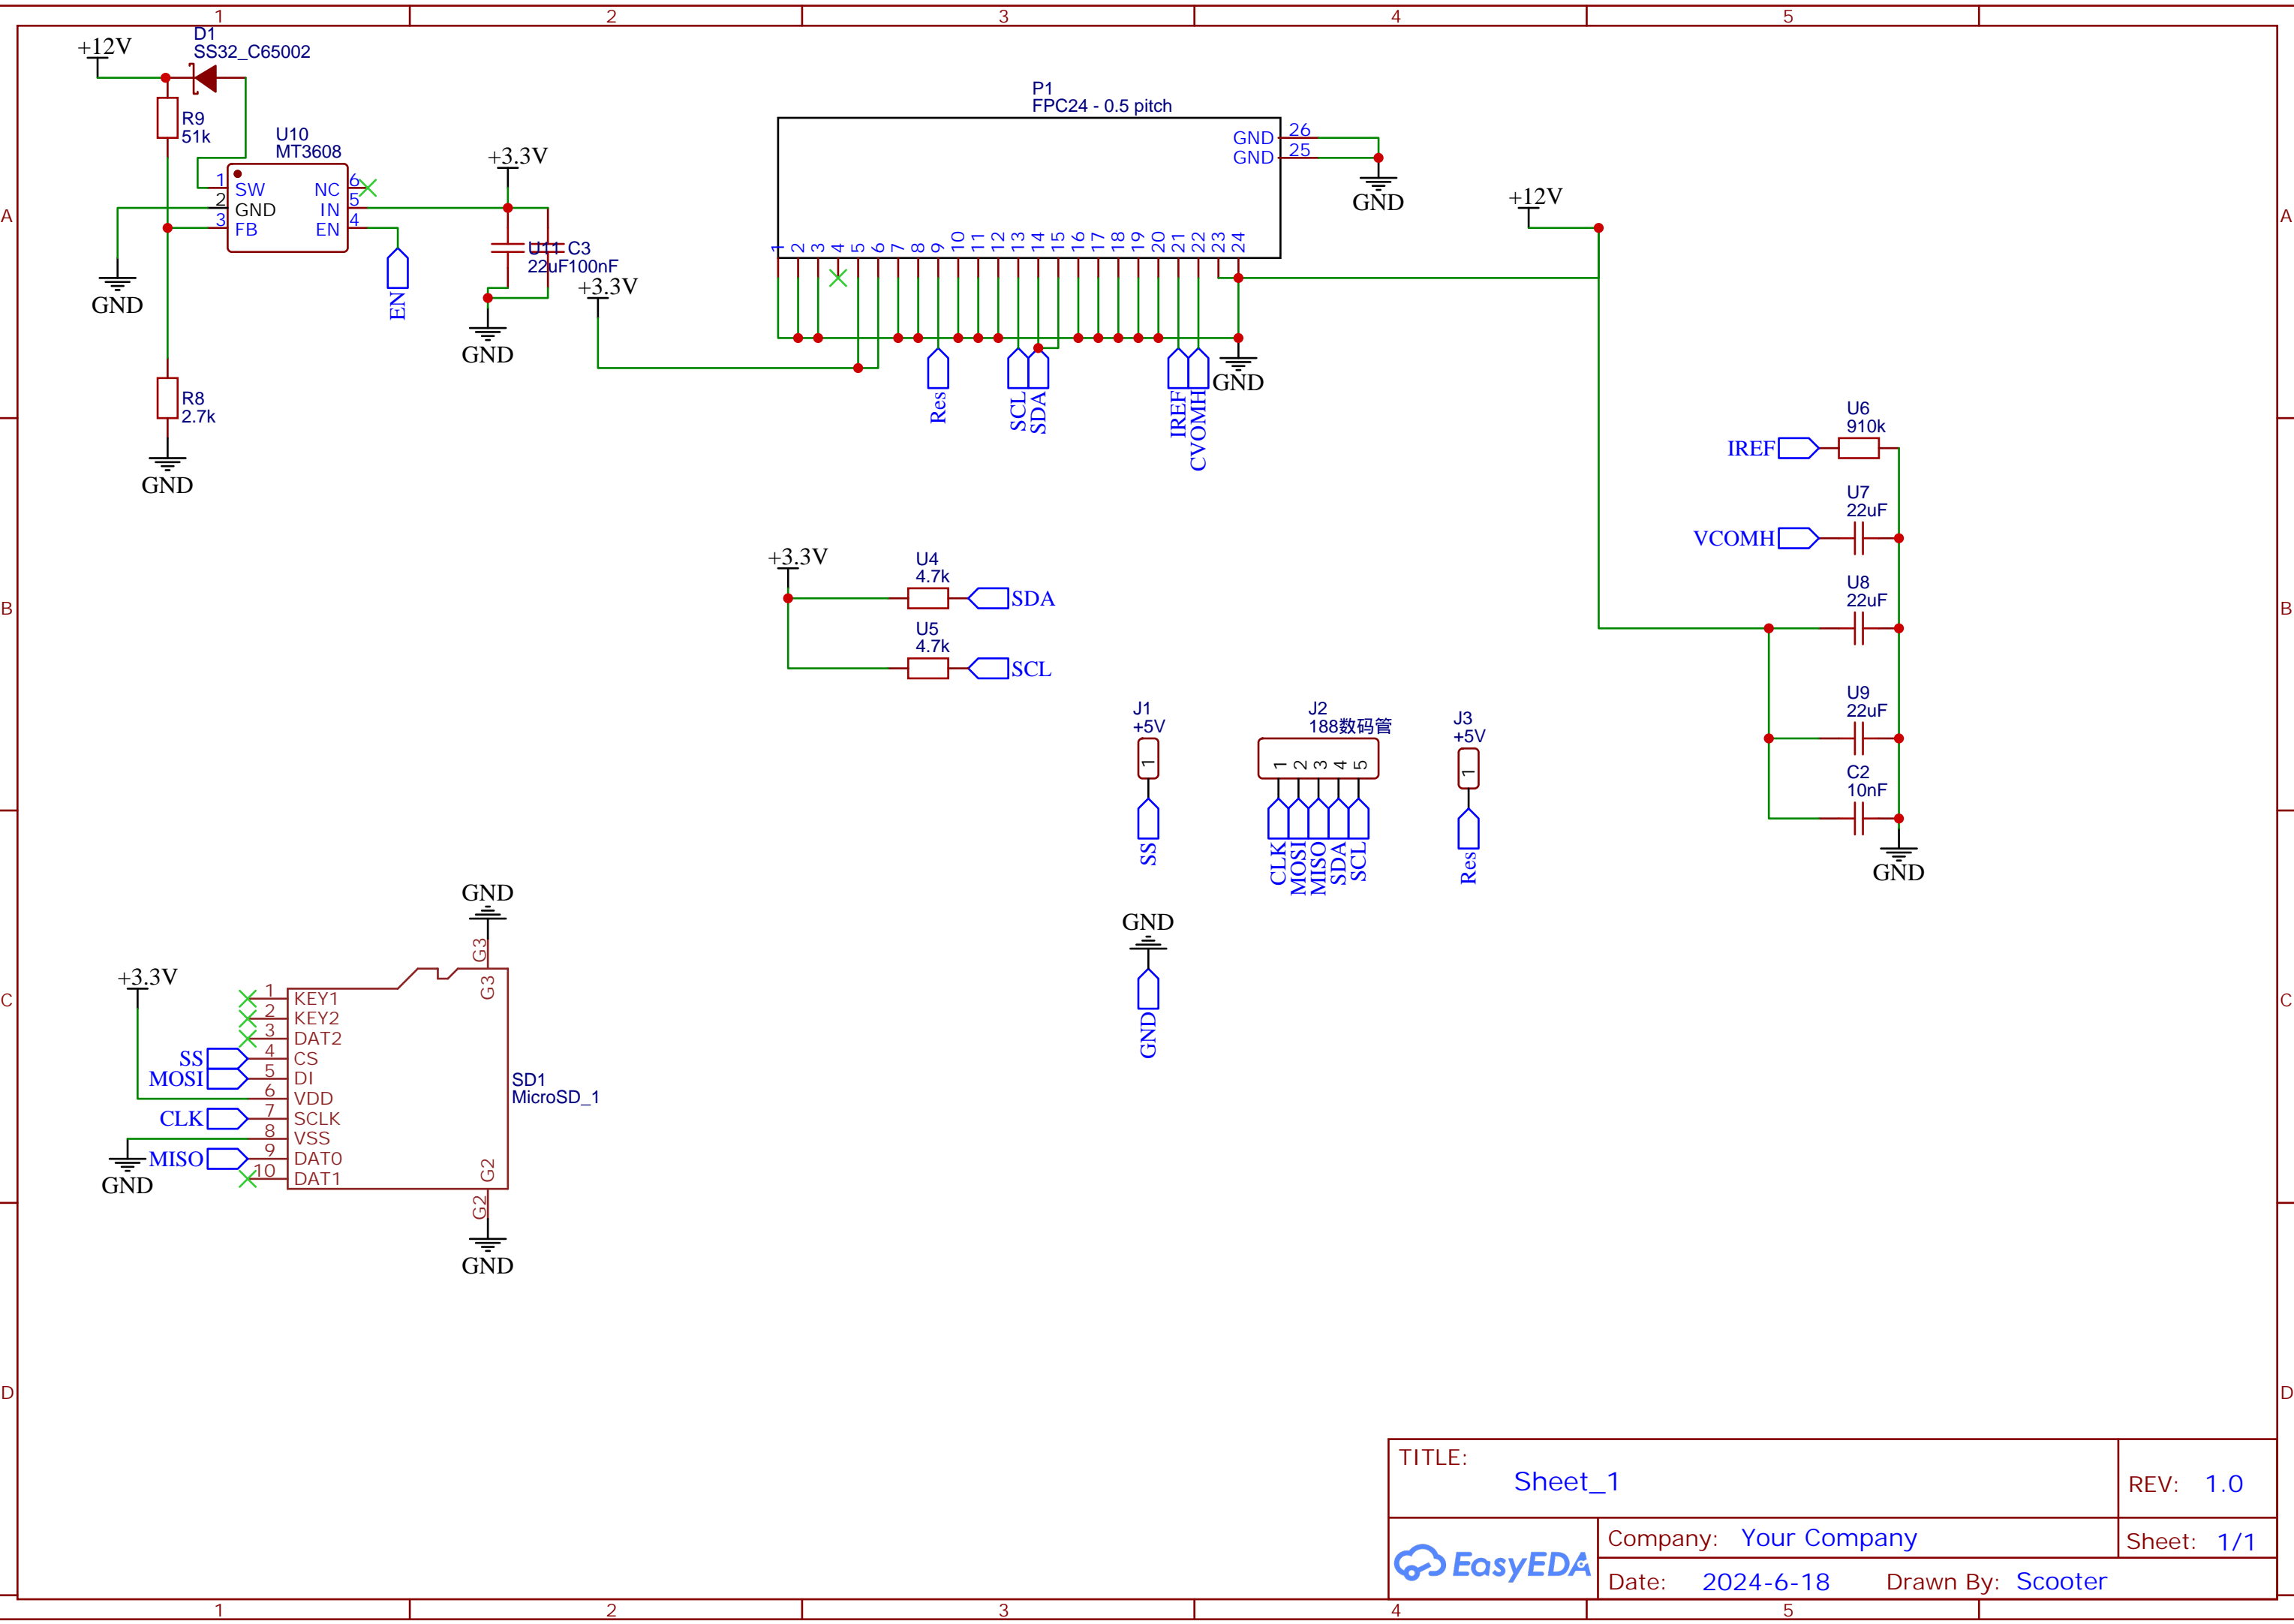 1 2 3 4 5
A
B
C
D
+12V
D1
SS32_C65002
R9
51k
U10
MT3608
1 SW
2 GND
3 FB
NC 6
IN 5
EN 4
GND
EN
R8
2.7k
GND
+3.3V
U11 C3
22uF100nF
GND
+3.3V
P1
FPC24 - 0.5 pitch
GND 26
GND 25
GND
1 2 3 4 5 6 7 8 9 10 11 12 13 14 15 16 17 18 19 20 21 22 23 24
Res
SCL
SDA
IREF
CVOMH
GND
+12V
U6
910k
IREF
U7
22uF
VCOMH
U8
22uF
U9
22uF
C2
10nF
GND
+3.3V
U4
4.7k
SDA
U5
4.7k
SCL
J1
+5V
1
SS
J2
188数码管
1 2 3 4 5
CLK
MOSI
MISO
SDA
SCL
J3
+5V
1
Res
GND
GND
GND
G3
G3
+3.3V
1 KEY1
2 KEY2
3 DAT2
SS 4 CS
MOSI 5 DI
6 VDD
CLK 7 SCLK
8 VSS
MISO 9 DAT0
10 DAT1
GND
SD1
MicroSD_1
G2
G2
GND
TITLE:
Sheet_1
REV: 1.0
EasyEDA
Company: Your Company
Sheet: 1/1
Date: 2024-6-18
Drawn By: Scooter
A
B
C
D
1 2 3 4 5